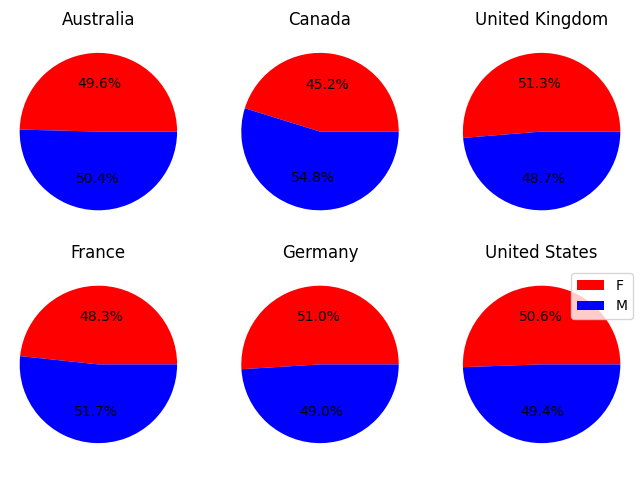 Australia
Canada
United Kingdom
49.6%
45.2%
51.3%
50.4%
54.8%
48.7%
France
Germany
United States
F
M
48.3%
51.0%
50.6%
51.7%
49.0%
49.4%